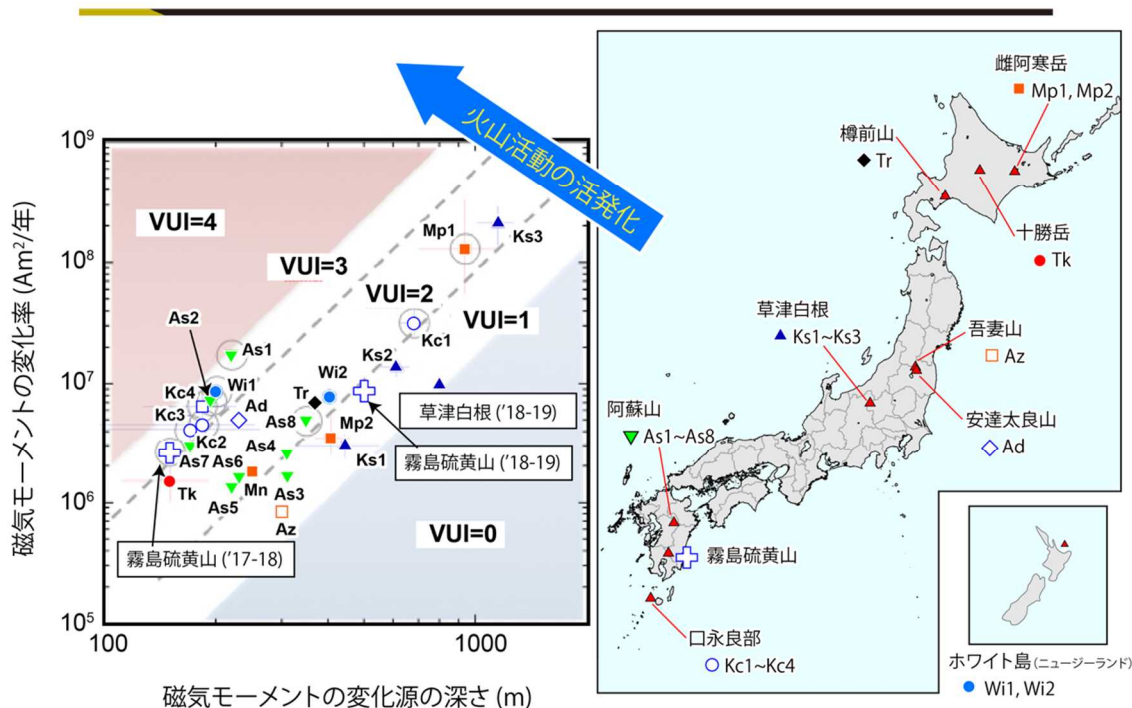 火山活動の活発化
磁気モーメントの変化率 (Am²/年)
10⁹
10⁸
10⁷
10⁶
10⁵
100
1000
磁気モーメントの変化源の深さ (m)
VUI=4
VUI=3
VUI=2
VUI=1
VUI=0
Mp1
Ks3
Kc1
As2
As1
Ks2
Wi2
Kc4
Wi1
Tr
Kc3
Ad
As8
Mp2
Kc2
As4
Ks1
As7
As6
Tk
Mn
As3
As5
Az
草津白根 ('18-19)
霧島硫黄山 ('18-19)
霧島硫黄山 ('17-18)
雌阿寒岳
Mp1, Mp2
樽前山
Tr
十勝岳
Tk
草津白根
Ks1~Ks3
吾妻山
Az
阿蘇山
As1~As8
安達太良山
Ad
霧島硫黄山
口永良部
Kc1~Kc4
ホワイト島 (ニュージーランド)
Wi1, Wi2